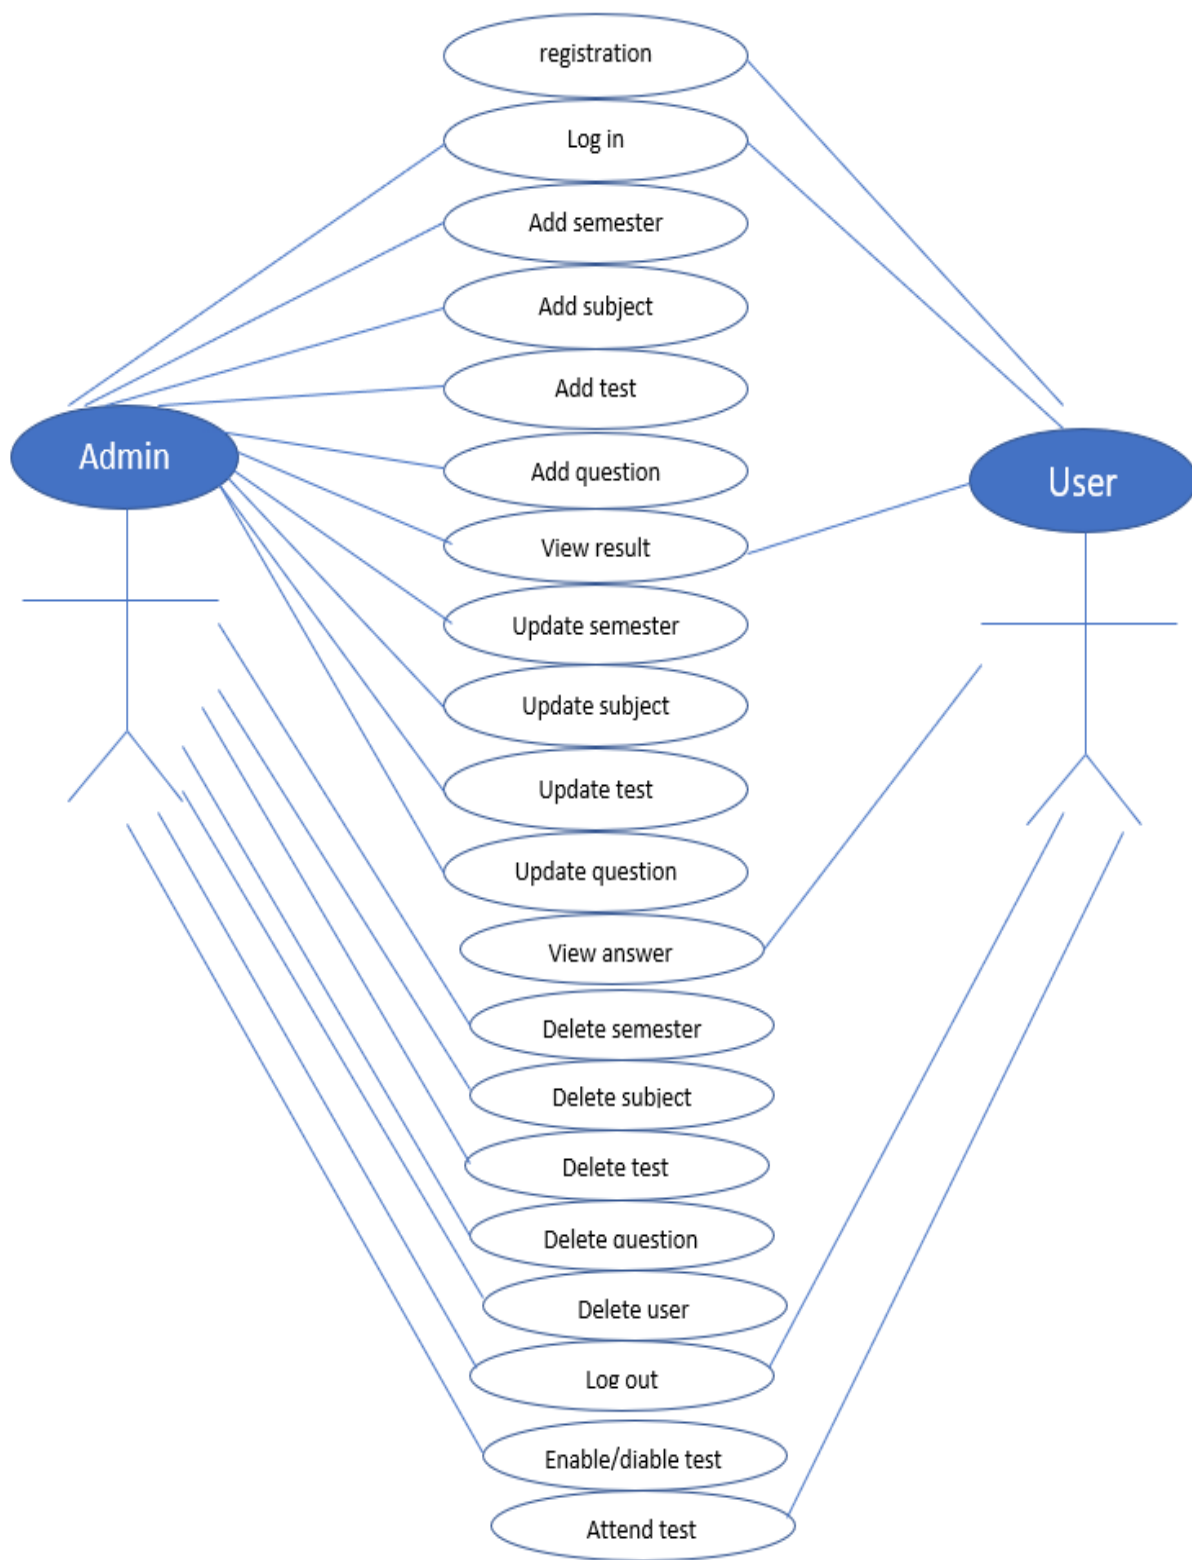 registration
Log in
Add semester
Add subject
Add test
Admin
Add question
User
View result
Update semester
Update subject
Update test
Update question
View answer
Delete semester
Delete subject
Delete test
Delete question
Delete user
Log out
Enable/diable test
Attend test